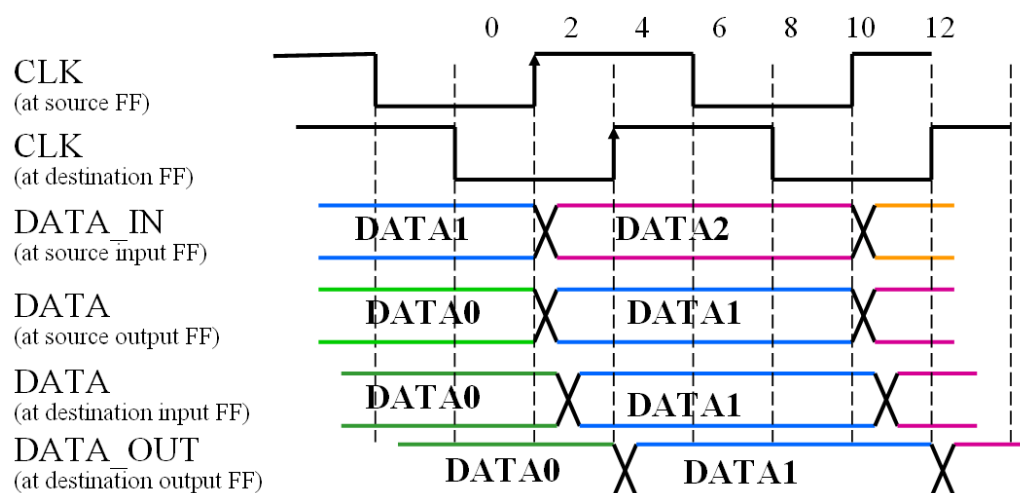 0 2 4 6 8 10 12
CLK
(at source FF)
CLK
(at destination FF)
DATA_IN
(at source input FF)
DATA1 DATA2
DATA
(at source output FF)
DATA0 DATA1
DATA
(at destination input FF)
DATA0 DATA1
DATA_OUT
(at destination output FF)
DATA0 DATA1